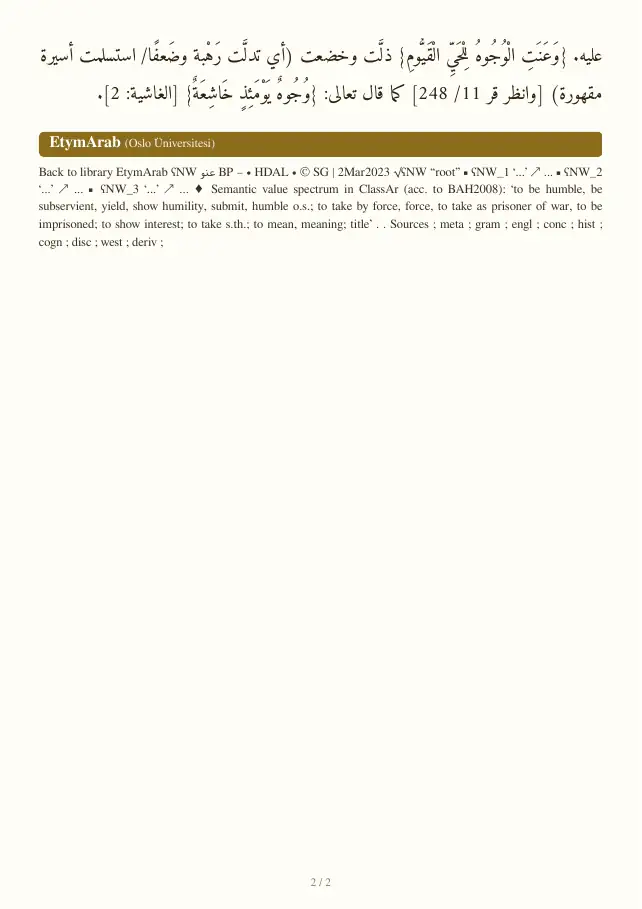 عليه. {وَعَنَتِ الْوُجُوهُ لِلْحَيِّ الْقَيُّومِ} ذلَّت وخضعت (أي تدلَّت رَهْبة وضَعفًا/ استسلمت أسيرة
مقهورة) [وانظر قر 11/ 248] كما قال تعالى: {وُجُوهٌ يَوْمَئِذٍ خَاشِعَةٌ} [الغاشية: 2].
EtymArab (Oslo Üniversitesi)
Back to library EtymArab ʕNW عنو BP – • HDAL • © SG | 2Mar2023 √ʕNW “root” ▪ ʕNW_1 ‘...’ ↗ ... ▪ ʕNW_2
‘...’ ↗ ... ▪ ʕNW_3 ‘...’ ↗ ... ♦ Semantic value spectrum in ClassAr (acc. to BAH2008): ‘to be humble, be
subservient, yield, show humility, submit, humble o.s.; to take by force, force, to take as prisoner of war, to be
imprisoned; to show interest; to take s.th.; to mean, meaning; title’ . . Sources ; meta ; gram ; engl ; conc ; hist ;
cogn ; disc ; west ; deriv ;
2 / 2